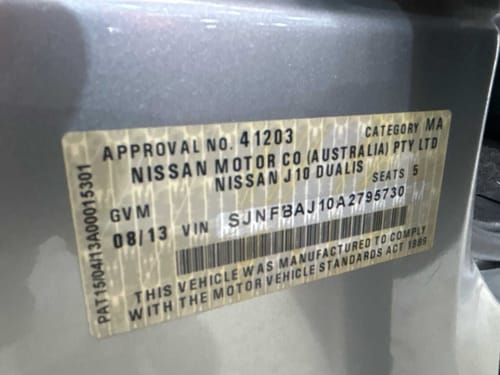 APPROVAL NO. 41203 CATEGORY MA
NISSAN MOTOR CO (AUSTRALIA) PTY LTD
NISSAN J10 DUALIS
GVM SEATS 5
08/13 VIN SJNFBAJ10A2795730
THIS VEHICLE WAS MANUFACTURED TO COMPLY
WITH THE MOTOR VEHICLE STANDARDS ACT 1989
PAT15/04/13A00015301